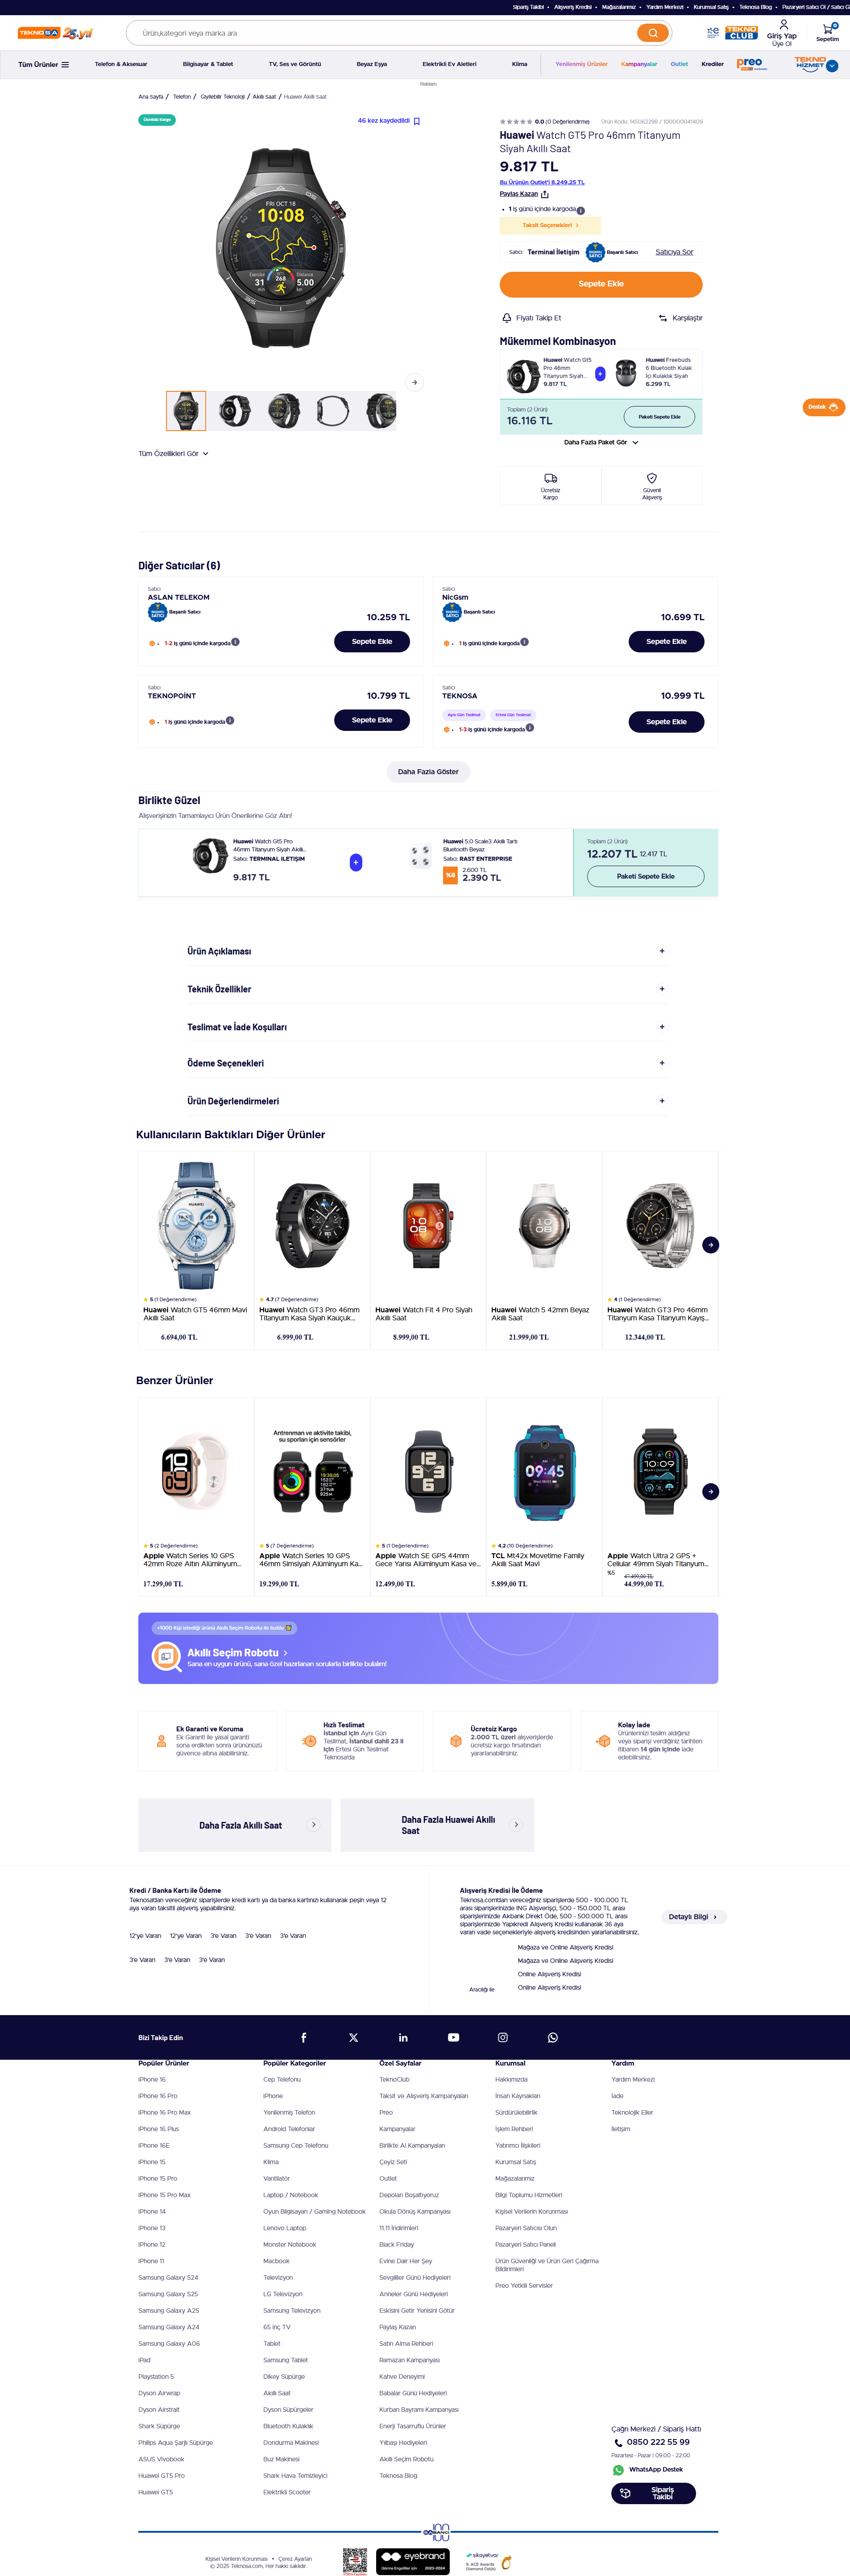 Sipariş Takibi • Alışveriş Kredisi • Mağazalarımız • Yardım Merkezi • Kurumsal Satış • Teknosa Blog • Pazaryeri Satıcı Ol / Satıcı Gi
TEKNOSA 25.yıl
Ürün,kategori veya marka ara
TEKNO CLUB
Giriş Yap
Üye Ol
0
Sepetim
Tüm Ürünler
Telefon & Aksesuar
Bilgisayar & Tablet
TV, Ses ve Görüntü
Beyaz Eşya
Elektrikli Ev Aletleri
Klima
Yenilenmiş Ürünler
Kampanyalar
Outlet
Krediler
preo
TEKNO HİZMET
Reklam
Ana Sayfa / Telefon / Giyilebilir Teknoloji / Akıllı Saat / Huawei Akıllı Saat
Ücretsiz Kargo
46 kez kaydedildi
0.0 (0 Değerlendirme)
Ürün Kodu: 145062298 / 100000041409
Huawei Watch GT5 Pro 46mm Titanyum Siyah Akıllı Saat
9.817 TL
Bu Ürünün Outlet'i 8.249,25 TL
Paylaş Kazan
• 1 iş günü içinde kargoda
Taksit Seçenekleri
Satıcı: Terminal İletişim
BAŞARILI SATICI
Başarılı Satıcı
Satıcıya Sor
Sepete Ekle
Fiyatı Takip Et
Karşılaştır
Mükemmel Kombinasyon
Huawei Watch Gt5 Pro 46mm Titanyum Siyah...
9.817 TL
+
Huawei Freebuds 6 Bluetooth Kulak İçi Kulaklık Siyah
6.299 TL
Toplam (2 Ürün)
16.116 TL
Paketi Sepete Ekle
Daha Fazla Paket Gör
Destek
Tüm Özellikleri Gör
Ücretsiz Kargo
Güvenli Alışveriş
Diğer Satıcılar (6)
Satıcı
ASLAN TELEKOM
Başarılı Satıcı
10.259 TL
• 1-2 iş günü içinde kargoda
Sepete Ekle
Satıcı
NicGsm
Başarılı Satıcı
10.699 TL
• 1 iş günü içinde kargoda
Sepete Ekle
Satıcı
TEKNOPOİNT
10.799 TL
• 1 iş günü içinde kargoda
Sepete Ekle
Satıcı
TEKNOSA
10.999 TL
Aynı Gün Teslimat
Ertesi Gün Teslimat
• 1-3 iş günü içinde kargoda
Sepete Ekle
Daha Fazla Göster
Birlikte Güzel
Alışverişinizin Tamamlayıcı Ürün Önerilerine Göz Atın!
Huawei Watch Gt5 Pro 46mm Titanyum Siyah Akıllı...
Satıcı: TERMINAL ILETIŞIM
9.817 TL
+
Huawei 5.0 Scale3 Akıllı Tartı Bluetooth Beyaz
Satıcı: RAST ENTERPRISE
%8
2.600 TL
2.390 TL
Toplam (2 Ürün)
12.207 TL 12.417 TL
Paketi Sepete Ekle
Ürün Açıklaması +
Teknik Özellikler +
Teslimat ve İade Koşulları +
Ödeme Seçenekleri +
Ürün Değerlendirmeleri +
Kullanıcıların Baktıkları Diğer Ürünler
5 (1 Değerlendirme)
Huawei Watch GT5 46mm Mavi Akıllı Saat
6.694,00 TL
4.7 (7 Değerlendirme)
Huawei Watch GT3 Pro 46mm Titanyum Kasa Siyah Kauçuk...
6.999,00 TL
Huawei Watch Fit 4 Pro Siyah Akıllı Saat
8.999,00 TL
Huawei Watch 5 42mm Beyaz Akıllı Saat
21.999,00 TL
4 (1 Değerlendirme)
Huawei Watch GT3 Pro 46mm Titanyum Kasa Titanyum Kayış...
12.344,00 TL
Benzer Ürünler
Antrenman ve aktivite takibi, su sporları için sensörler
5 (2 Değerlendirme)
Apple Watch Series 10 GPS 42mm Roze Altın Alüminyum...
17.299,00 TL
5 (7 Değerlendirme)
Apple Watch Series 10 GPS 46mm Simsiyah Alüminyum Ka...
19.299,00 TL
5 (1 Değerlendirme)
Apple Watch SE GPS 44mm Gece Yarısı Alüminyum Kasa ve...
12.499,00 TL
4.2 (10 Değerlendirme)
TCL Mt42x Movetime Family Akıllı Saat Mavi
5.899,00 TL
Apple Watch Ultra 2 GPS + Cellular 49mm Siyah Titanyum...
%5
47.499,00 TL
44.999,00 TL
+1000 Kişi istediği ürünü Akıllı Seçim Robotu ile buldu
Akıllı Seçim Robotu
Sana en uygun ürünü, sana özel hazırlanan sorularla birlikte bulalım!
Ek Garanti ve Koruma
Ek Garanti ile yasal garanti sona erdikten sonra ürününüzü güvence altına alabilirsiniz.
Hızlı Teslimat
İstanbul için Aynı Gün Teslimat, İstanbul dahil 23 il için Ertesi Gün Teslimat Teknosa'da
Ücretsiz Kargo
2.000 TL üzeri alışverişlerde ücretsiz kargo fırsatından yararlanabilirsiniz.
Kolay İade
Ürünlerinizi teslim aldığınız veya siparişi verdiğiniz tarihten itibaren 14 gün içinde iade edebilirsiniz.
Daha Fazla Akıllı Saat
Daha Fazla Huawei Akıllı Saat
Kredi / Banka Kartı ile Ödeme
Teknosa'dan vereceğiniz siparişlerde kredi kartı ya da banka kartınızı kullanarak peşin veya 12 aya varan taksitli alışveriş yapabilirsiniz.
12'ye Varan 12'ye Varan 3'e Varan 3'e Varan 3'e Varan
3'e Varan 3'e Varan 3'e Varan
Alışveriş Kredisi İle Ödeme
Teknosa.com'dan vereceğiniz siparişlerde 500 - 100.000 TL arası siparişlerinizde ING Alışverişçi, 500 - 150.000 TL arası siparişlerinizde Akbank Direkt Öde, 500 - 500.000 TL arası siparişlerinizde Yapıkredi Alışveriş Kredisi kullanarak 36 aya varan vade seçenekleriyle alışveriş kredisinden yararlanabilirsiniz.
Detaylı Bilgi
Mağaza ve Online Alışveriş Kredisi
Mağaza ve Online Alışveriş Kredisi
Online Alışveriş Kredisi
Aracılığı ile
Online Alışveriş Kredisi
Bizi Takip Edin
Popüler Ürünler
iPhone 16
iPhone 16 Pro
iPhone 16 Pro Max
iPhone 16 Plus
iPhone 16E
iPhone 15
iPhone 15 Pro
iPhone 15 Pro Max
iPhone 14
iPhone 13
iPhone 12
iPhone 11
Samsung Galaxy S24
Samsung Galaxy S25
Samsung Galaxy A25
Samsung Galaxy A24
Samsung Galaxy A06
iPad
Playstation 5
Dyson Airwrap
Dyson Airstrait
Shark Süpürge
Philips Aqua Şarjlı Süpürge
ASUS Vivobook
Huawei GT5 Pro
Huawei GT5
Popüler Kategoriler
Cep Telefonu
iPhone
Yenilenmiş Telefon
Android Telefonlar
Samsung Cep Telefonu
Klima
Vantilatör
Laptop / Notebook
Oyun Bilgisayarı / Gaming Notebook
Lenovo Laptop
Monster Notebook
Macbook
Televizyon
LG Televizyon
Samsung Televizyon
65 inç TV
Tablet
Samsung Tablet
Dikey Süpürge
Akıllı Saat
Dyson Süpürgeler
Bluetooth Kulaklık
Dondurma Makinesi
Buz Makinesi
Shark Hava Temizleyici
Elektrikli Scooter
Özel Sayfalar
TeknoClub
Taksit ve Alışveriş Kampanyaları
Preo
Kampanyalar
Birlikte Al Kampanyaları
Çeyiz Seti
Outlet
Depoları Boşaltıyoruz
Okula Dönüş Kampanyası
11.11 İndirimleri
Black Friday
Evine Dair Her Şey
Sevgililer Günü Hediyeleri
Anneler Günü Hediyeleri
Eskisini Getir Yenisini Götür
Paylaş Kazan
Satın Alma Rehberi
Ramazan Kampanyası
Kahve Deneyimi
Babalar Günü Hediyeleri
Kurban Bayramı Kampanyası
Enerji Tasarruflu Ürünler
Yılbaşı Hediyeleri
Akıllı Seçim Robotu
Teknosa Blog
Kurumsal
Hakkımızda
İnsan Kaynakları
Sürdürülebilirlik
İşlem Rehberi
Yatırımcı İlişkileri
Kurumsal Satış
Mağazalarımız
Bilgi Toplumu Hizmetleri
Kişisel Verilerin Korunması
Pazaryeri Satıcısı Olun
Pazaryeri Satıcı Paneli
Ürün Güvenliği ve Ürün Geri Çağırma Bildirimleri
Preo Yetkili Servisler
Yardım
Yardım Merkezi
İade
Teknolojik Eller
İletişim
Çağrı Merkezi / Sipariş Hattı
0850 222 55 99
Pazartesi - Pazar | 09:00 - 22:00
WhatsApp Destek
Sipariş Takibi
Kişisel Verilerin Korunması • Çerez Ayarları
© 2025 Teknosa.com, Her hakkı saklıdır.
eyebrand
Görme Engelliler için 2023-2024
şikayetvar
9. ACE Awards
Diamond Ödülü